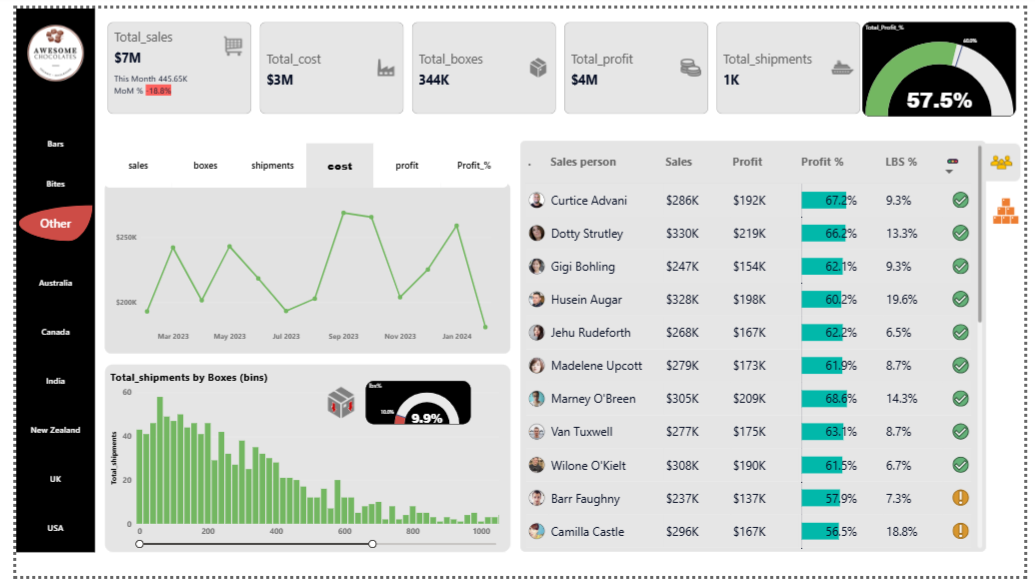 AWESOME
CHOCOLATES
Bars
Bites
Other
Australia
Canada
India
New Zealand
UK
USA
Total_sales
$7M
This Month 445.65K
MoM % -18.8%
Total_cost
$3M
Total_boxes
344K
Total_profit
$4M
Total_shipments
1K
Total_Profit_%
60.0%
57.5%
sales boxes shipments cost profit Profit_%
$250K
$200K
Mar 2023 May 2023 Jul 2023 Sep 2023 Nov 2023 Jan 2024
Total_shipments by Boxes (bins)
60
40
20
0
Total_shipments
0 200 400 600 800 1000
lbs%
10.0%
9.9%
. Sales person Sales Profit Profit % LBS %
Curtice Advani $286K $192K 67.2% 9.3%
Dotty Strutley $330K $219K 66.2% 13.3%
Gigi Bohling $247K $154K 62.1% 9.3%
Husein Augar $328K $198K 60.2% 19.6%
Jehu Rudeforth $268K $167K 62.2% 6.5%
Madelene Upcott $279K $173K 61.9% 8.7%
Marney O'Breen $305K $209K 68.6% 14.3%
Van Tuxwell $277K $175K 63.1% 8.7%
Wilone O'Kielt $308K $190K 61.5% 6.7%
Barr Faughny $237K $137K 57.9% 7.3%
Camilla Castle $296K $167K 56.5% 18.8%